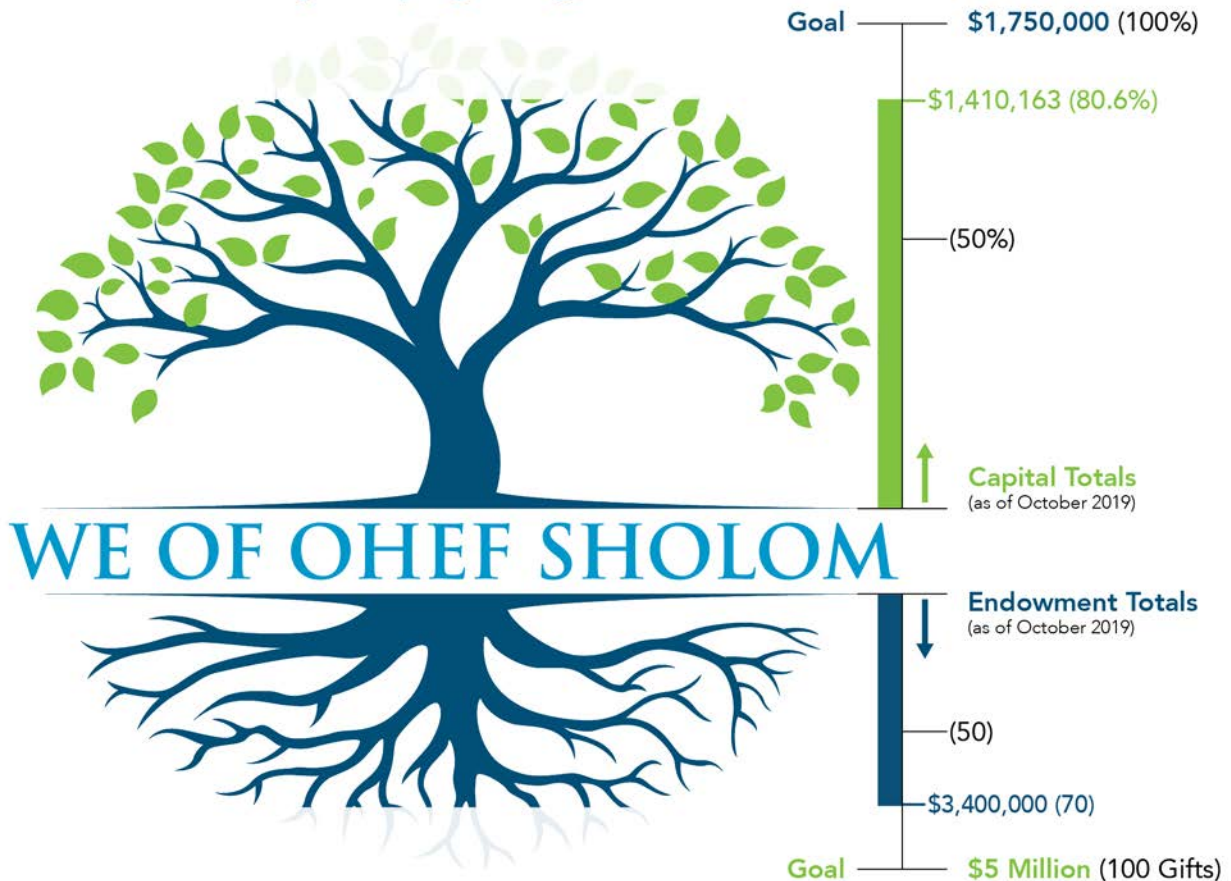 Goal $1,750,000 (100%)
$1,410,163 (80.6%)
(50%)
Capital Totals
(as of October 2019)
WE OF OHEF SHOLOM
Endowment Totals
(as of October 2019)
(50)
$3,400,000 (70)
Goal $5 Million (100 Gifts)